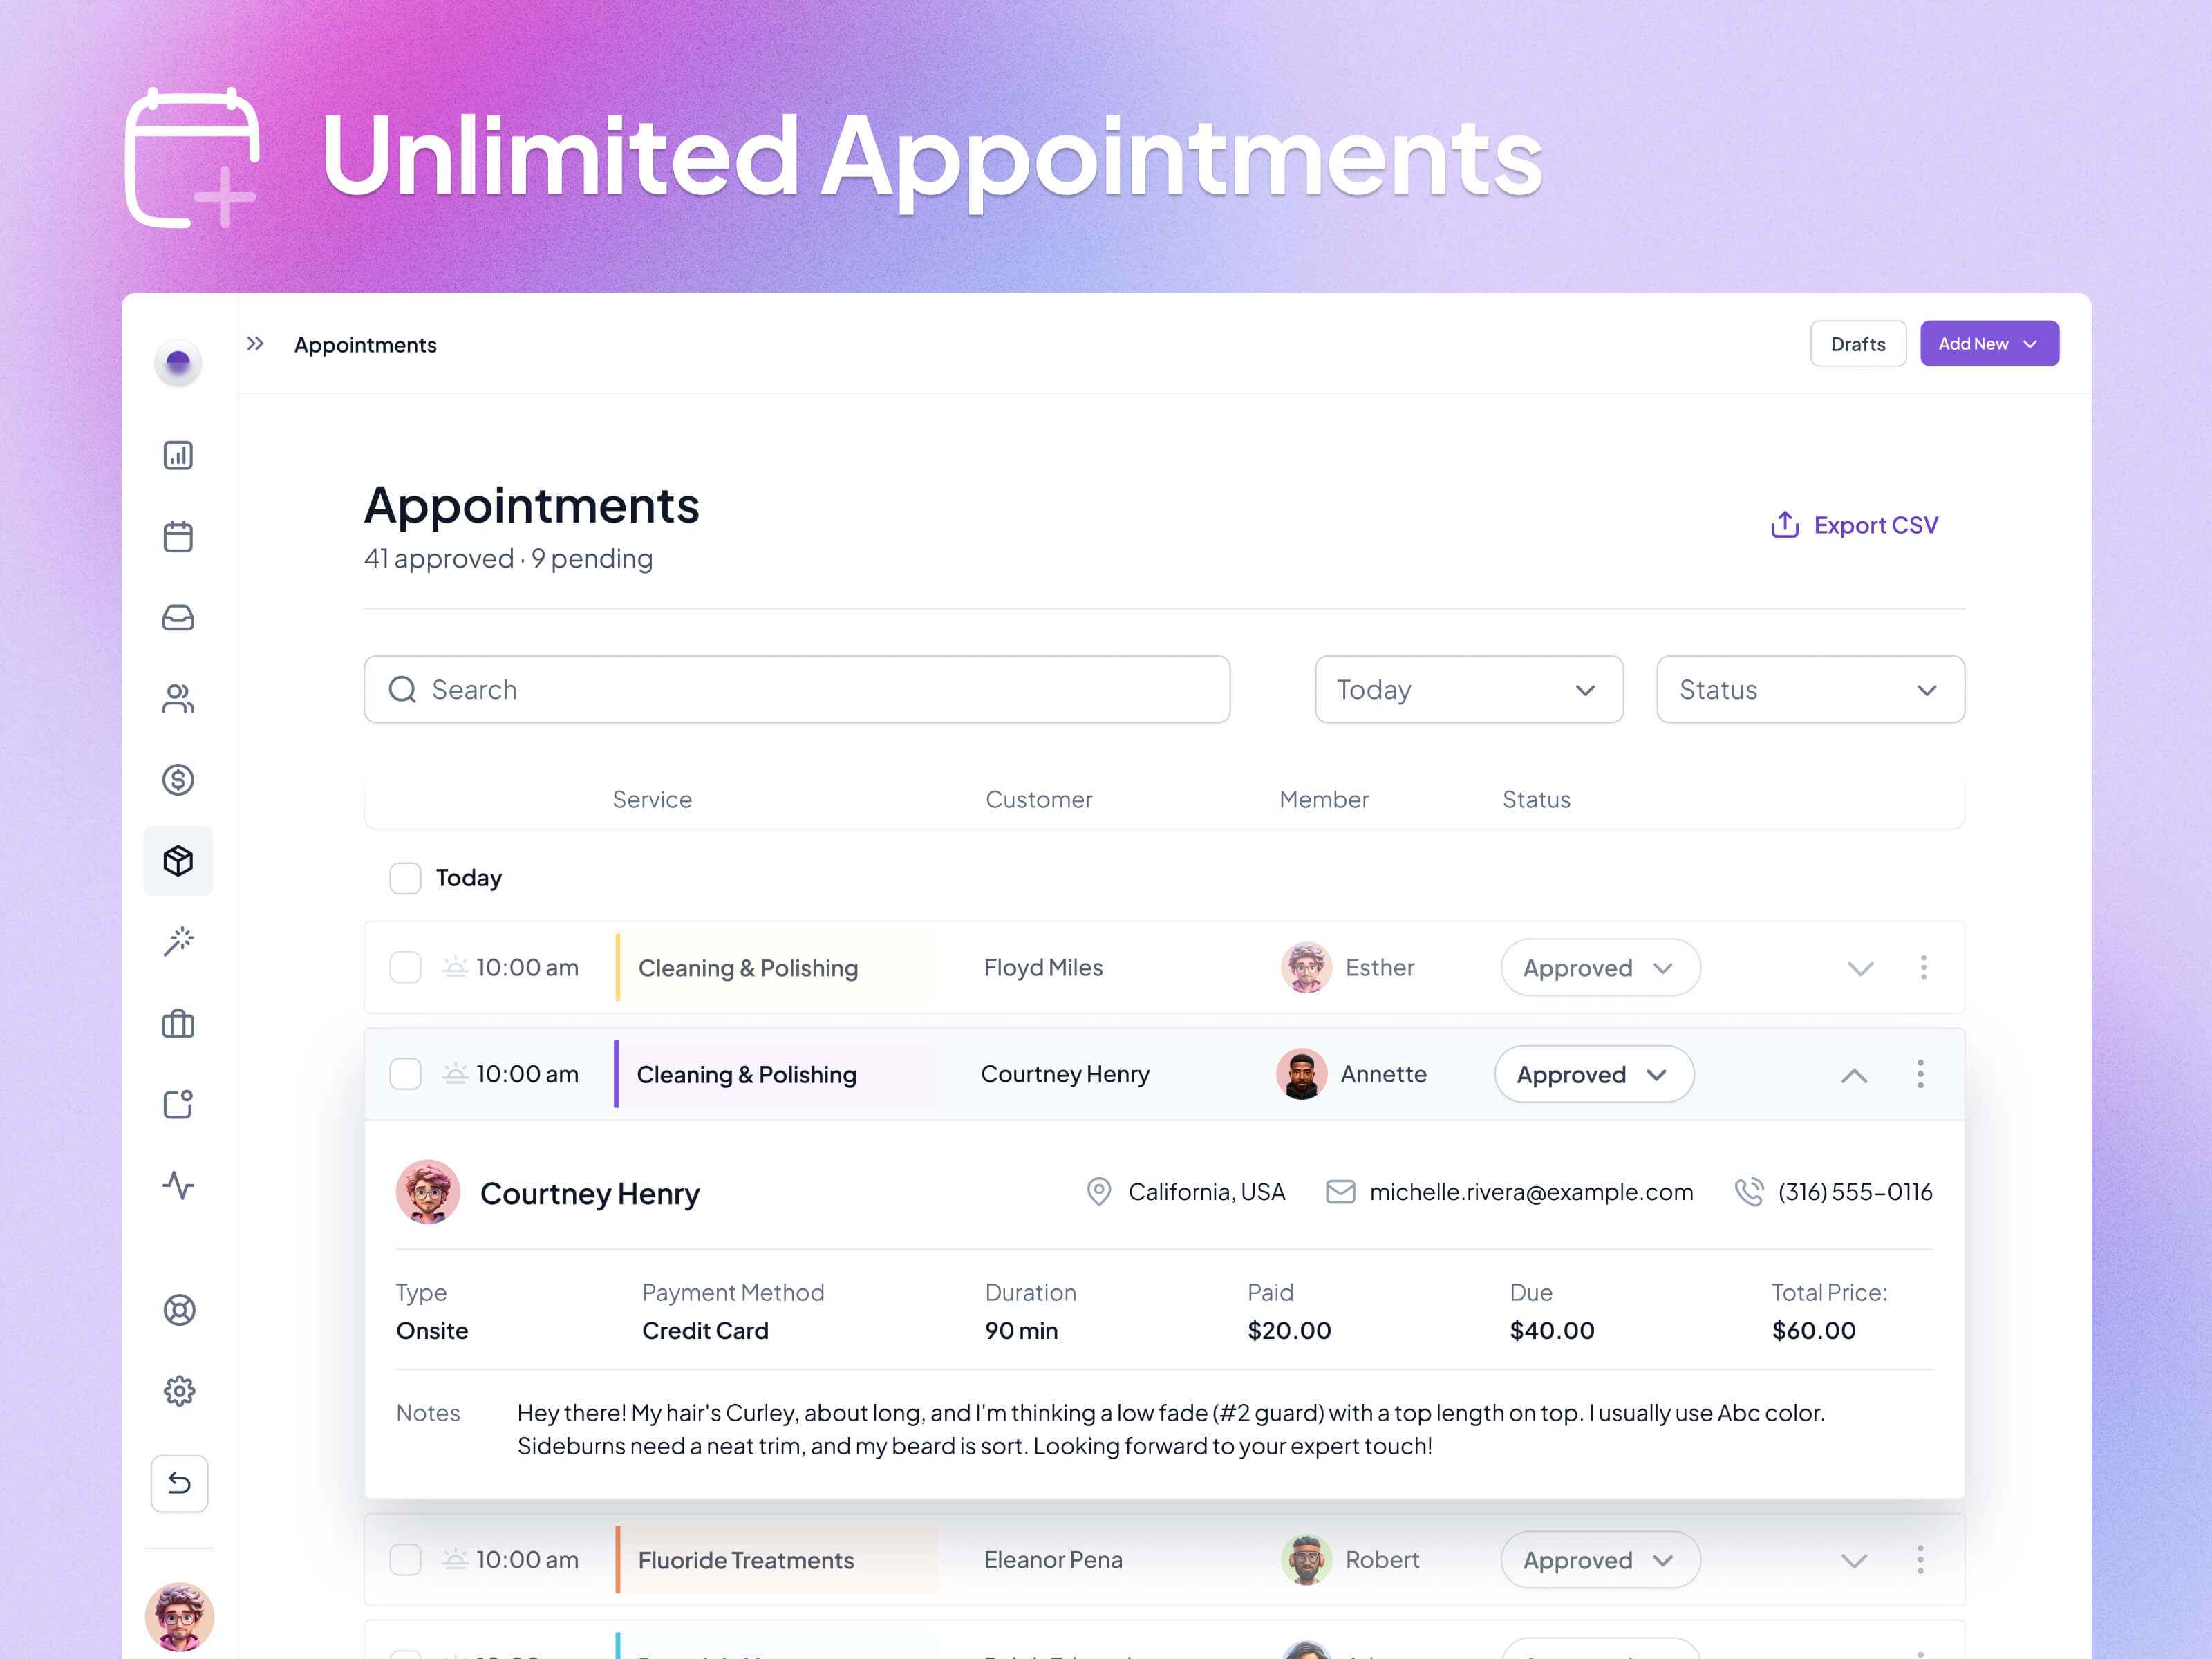 Unlimited Appointments
Appointments
Drafts
Add New
Appointments
41 approved · 9 pending
Export CSV
Search
Today
Status
Service Customer Member Status
Today
10:00 am Cleaning & Polishing Floyd Miles Esther Approved
10:00 am Cleaning & Polishing Courtney Henry Annette Approved
Courtney Henry California, USA michelle.rivera@example.com (316) 555-0116
Type Payment Method Duration Paid Due Total Price:
Onsite Credit Card 90 min $20.00 $40.00 $60.00
Notes Hey there! My hair's Curley, about long, and I'm thinking a low fade (#2 guard) with a top length on top. I usually use Abc color.
Sideburns need a neat trim, and my beard is sort. Looking forward to your expert touch!
10:00 am Fluoride Treatments Eleanor Pena Robert Approved